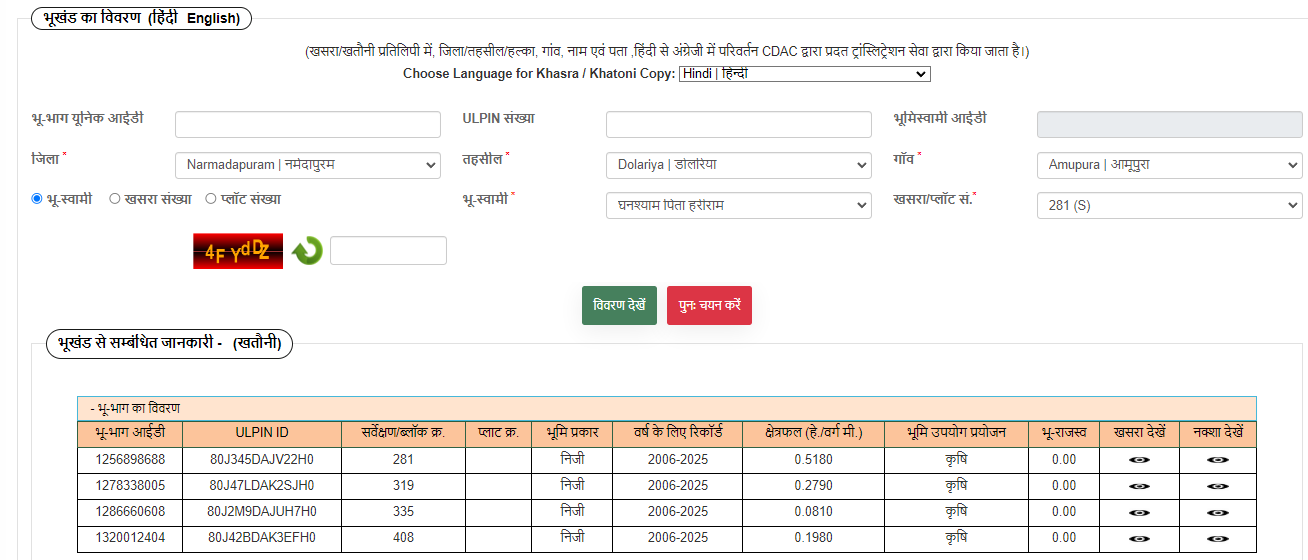 भूखंड का विवरण (हिंदी English)
(खसरा/खतौनी प्रतिलिपी में, जिला/तहसील/हल्का, गांव, नाम एवं पता ,हिंदी से अंग्रेजी में परिवर्तन CDAC द्वारा प्रदत ट्रांस्लिट्रेशन सेवा द्वारा किया जाता है।)
Choose Language for Khasra / Khatoni Copy: Hindi | हिन्दी
भू-भाग यूनिक आईडी ULPIN संख्या भूमिस्वामी आईडी
जिला * Narmadapuram | नर्मदापुरम तहसील * Dolariya | डोलरिया गाँव * Amupura | आमूपुरा
भू-स्वामी खसरा संख्या प्लॉट संख्या भू-स्वामी * घनश्याम पिता हरीराम खसरा/प्लॉट सं.* 281 (S)
4FYdDZ
विवरण देखें पुनः चयन करें
भूखंड से सम्बंधित जानकारी - (खतौनी)
- भू-भाग का विवरण
भू-भाग आईडी ULPIN ID सर्वेक्षण/ब्लॉक क्र. प्लाट क्र. भूमि प्रकार वर्ष के लिए रिकॉर्ड क्षेत्रफल (हे./वर्ग मी.) भूमि उपयोग प्रयोजन भू-राजस्व खसरा देखें नक्शा देखें
1256898688 80J345DAJV22H0 281 निजी 2006-2025 0.5180 कृषि 0.00
1278338005 80J47LDAK2SJH0 319 निजी 2006-2025 0.2790 कृषि 0.00
1286660608 80J2M9DAJUH7H0 335 निजी 2006-2025 0.0810 कृषि 0.00
1320012404 80J42BDAK3EFH0 408 निजी 2006-2025 0.1980 कृषि 0.00